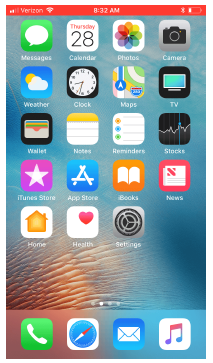 Verizon 9:32 AM
Thursday
28
Messages Calendar Photos Camera
Weather Clock Maps TV
Wallet Notes Reminders Stocks
iTunes Store App Store iBooks News
Home Health Settings